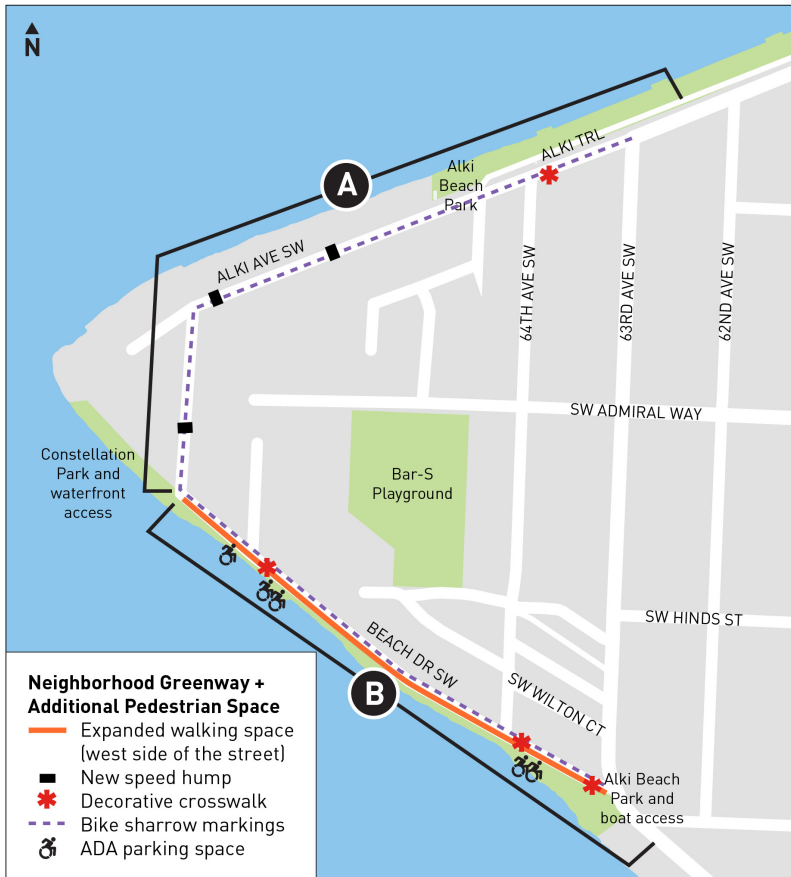 N
A
ALKI TRL
Alki
Beach
Park
ALKI AVE SW
64TH AVE SW
63RD AVE SW
62ND AVE SW
SW ADMIRAL WAY
Constellation
Park and
waterfront
access
Bar-S
Playground
SW HINDS ST
BEACH DR SW
B
SW WILTON CT
Alki Beach
Park and
boat access
Neighborhood Greenway +
Additional Pedestrian Space
Expanded walking space
(west side of the street)
New speed hump
Decorative crosswalk
Bike sharrow markings
ADA parking space